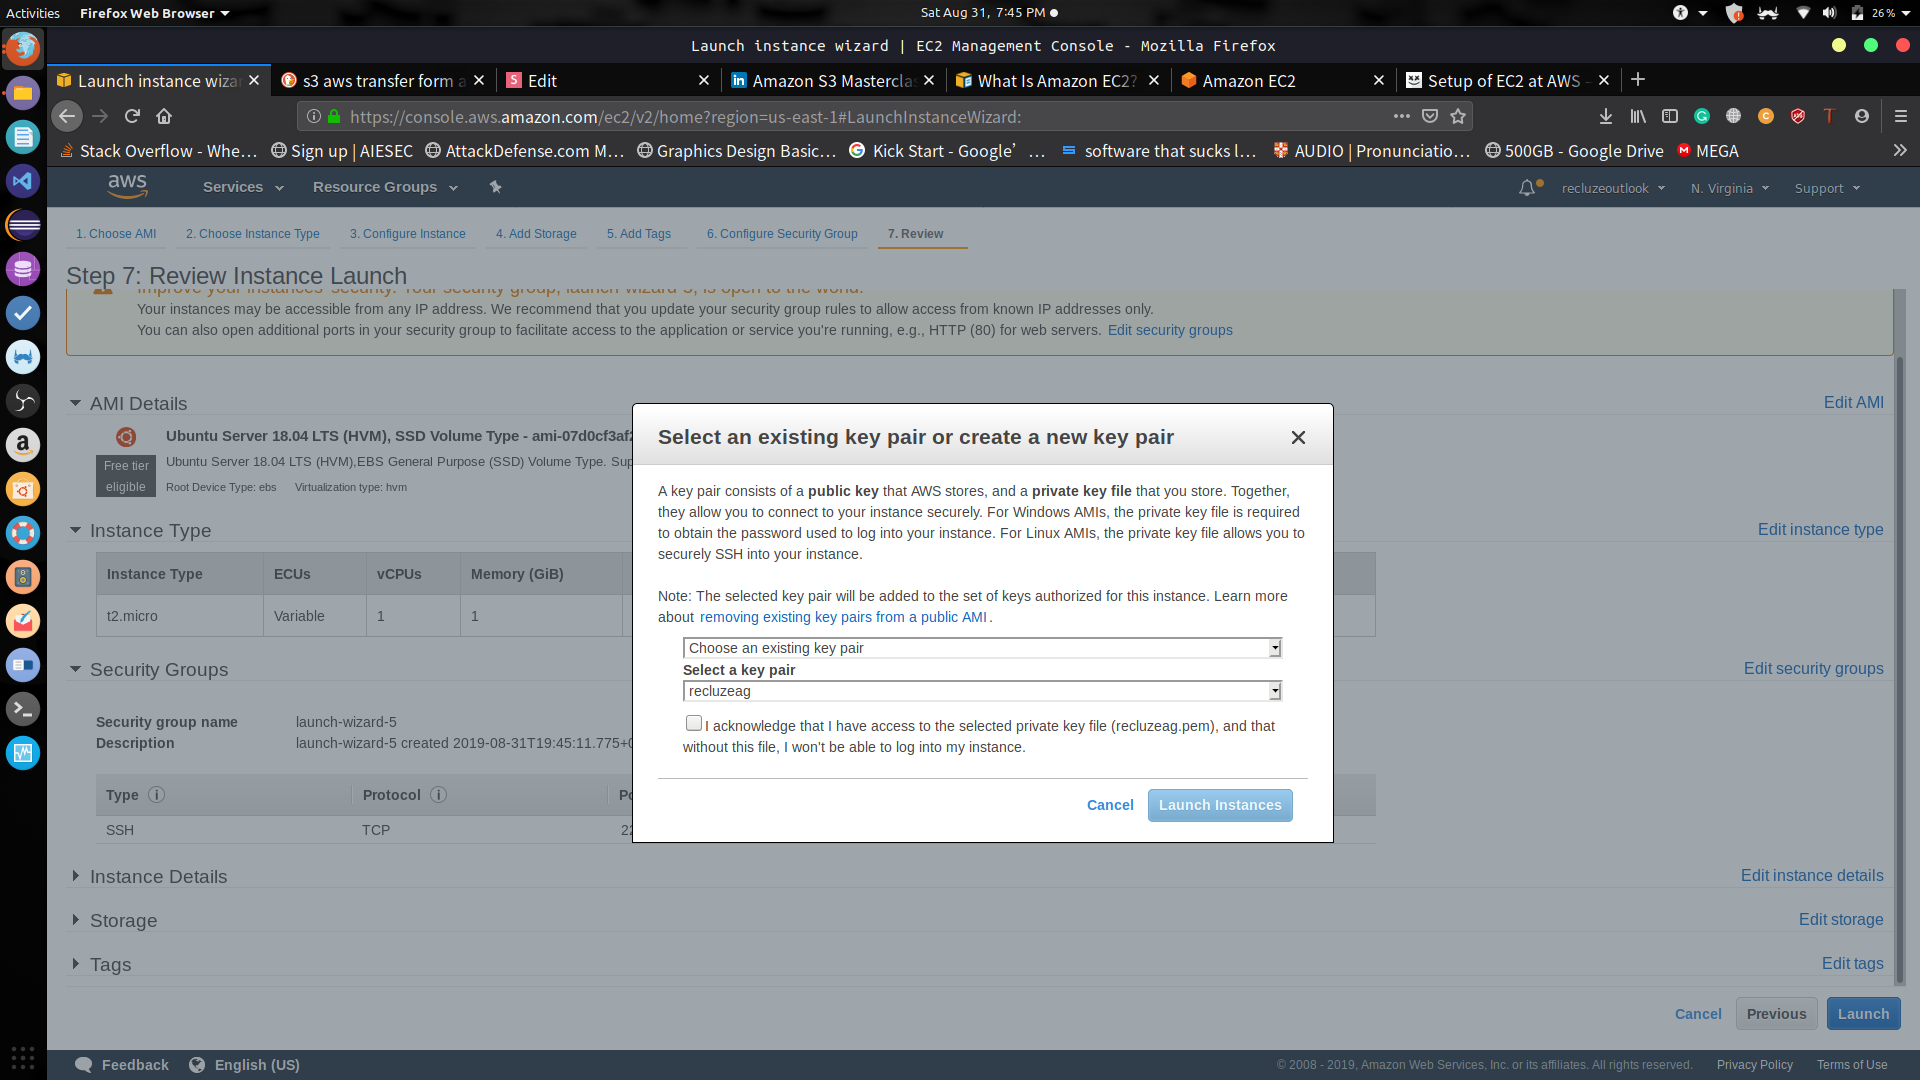 Activities
Firefox Web Browser
Sat Aug 31, 7:45 PM
26%
Launch instance wizard | EC2 Management Console - Mozilla Firefox
Launch instance wiza
s3 aws transfer form a
Edit
Amazon S3 Mastercla
What Is Amazon EC2?
Amazon EC2
Setup of EC2 at AWS -
https://console.aws.amazon.com/ec2/v2/home?region=us-east-1#LaunchInstanceWizard:
Stack Overflow - Whe…
Sign up | AIESEC
AttackDefense.com M…
Graphics Design Basic…
Kick Start - Google’ …
software that sucks l…
AUDIO | Pronunciatio…
500GB - Google Drive
MEGA
aws
Services
Resource Groups
recluzeoutlook
N. Virginia
Support
1. Choose AMI
2. Choose Instance Type
3. Configure Instance
4. Add Storage
5. Add Tags
6. Configure Security Group
7. Review
Step 7: Review Instance Launch
Improve your instances' security. Your security group, launch-wizard-5, is open to the world.
Your instances may be accessible from any IP address. We recommend that you update your security group rules to allow access from known IP addresses only.
You can also open additional ports in your security group to facilitate access to the application or service you're running, e.g., HTTP (80) for web servers. Edit security groups
AMI Details
Edit AMI
Ubuntu Server 18.04 LTS (HVM), SSD Volume Type - ami-07d0cf3af2
Free tier
eligible
Ubuntu Server 18.04 LTS (HVM),EBS General Purpose (SSD) Volume Type. Sup
Root Device Type: ebs
Virtualization type: hvm
Instance Type
Edit instance type
Instance Type
ECUs
vCPUs
Memory (GiB)
t2.micro
Variable
1
1
Security Groups
Edit security groups
Security group name
launch-wizard-5
Description
launch-wizard-5 created 2019-08-31T19:45:11.775+0
Type
Protocol
Po
SSH
TCP
22
Instance Details
Edit instance details
Storage
Edit storage
Tags
Edit tags
Select an existing key pair or create a new key pair
A key pair consists of a public key that AWS stores, and a private key file that you store. Together,
they allow you to connect to your instance securely. For Windows AMIs, the private key file is required
to obtain the password used to log into your instance. For Linux AMIs, the private key file allows you to
securely SSH into your instance.
Note: The selected key pair will be added to the set of keys authorized for this instance. Learn more
about removing existing key pairs from a public AMI.
Choose an existing key pair
Select a key pair
recluzeag
I acknowledge that I have access to the selected private key file (recluzeag.pem), and that
without this file, I won't be able to log into my instance.
Cancel
Launch Instances
Cancel
Previous
Launch
Feedback
English (US)
© 2008 - 2019, Amazon Web Services, Inc. or its affiliates. All rights reserved.
Privacy Policy
Terms of Use